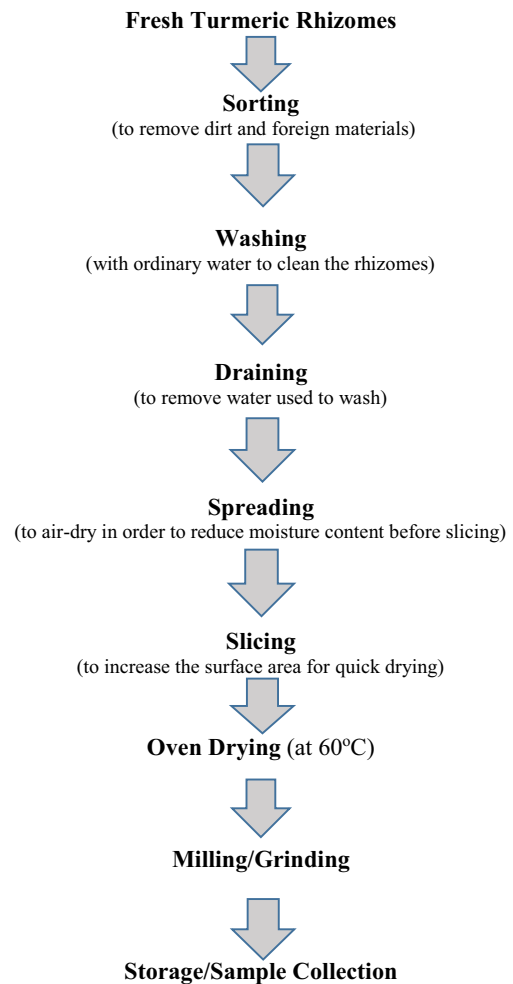 Fresh Turmeric Rhizomes
Sorting
(to remove dirt and foreign materials)
Washing
(with ordinary water to clean the rhizomes)
Draining
(to remove water used to wash)
Spreading
(to air-dry in order to reduce moisture content before slicing)
Slicing
(to increase the surface area for quick drying)
Oven Drying (at 60ºC)
Milling/Grinding
Storage/Sample Collection